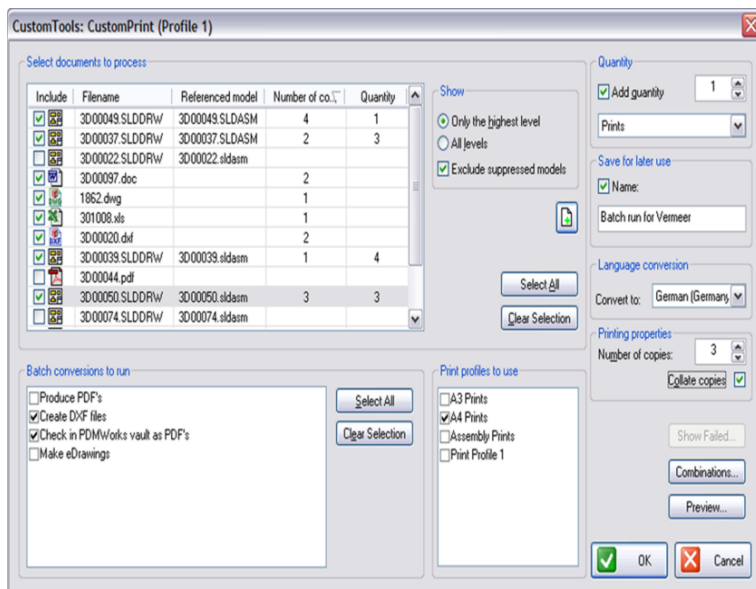 CustomTools: CustomPrint (Profile 1)
Select documents to process
Include Filename Referenced model Number of co... Quantity
3D00049.SLDDRW 3D00049.SLDASM 4 1
3D00037.SLDDRW 3D00037.SLDASM 2 3
3D00022.SLDDRW 3D00022.sldasm
3D00097.doc 2
1862.dwg 1
301008.xls 1
3D00020.dxf 2
3D00039.SLDDRW 3D00039.sldasm 1 4
3D00044.pdf
3D00050.SLDDRW 3D00050.sldasm 3 3
3D00074.SLDDRW 3D00074.sldasm
Show
Only the highest level
All levels
Exclude suppressed models
Select All
Clear Selection
Quantity
Add quantity 1
Prints
Save for later use
Name:
Batch run for Vermeer
Language conversion
Convert to: German (Germany
Printing properties
Number of copies: 3
Collate copies
Batch conversions to run
Produce PDF's
Create DXF files
Check in PDMWorks vault as PDF's
Make eDrawings
Select All
Clear Selection
Print profiles to use
A3 Prints
A4 Prints
Assembly Prints
Print Profile 1
Show Failed...
Combinations...
Preview...
OK
Cancel